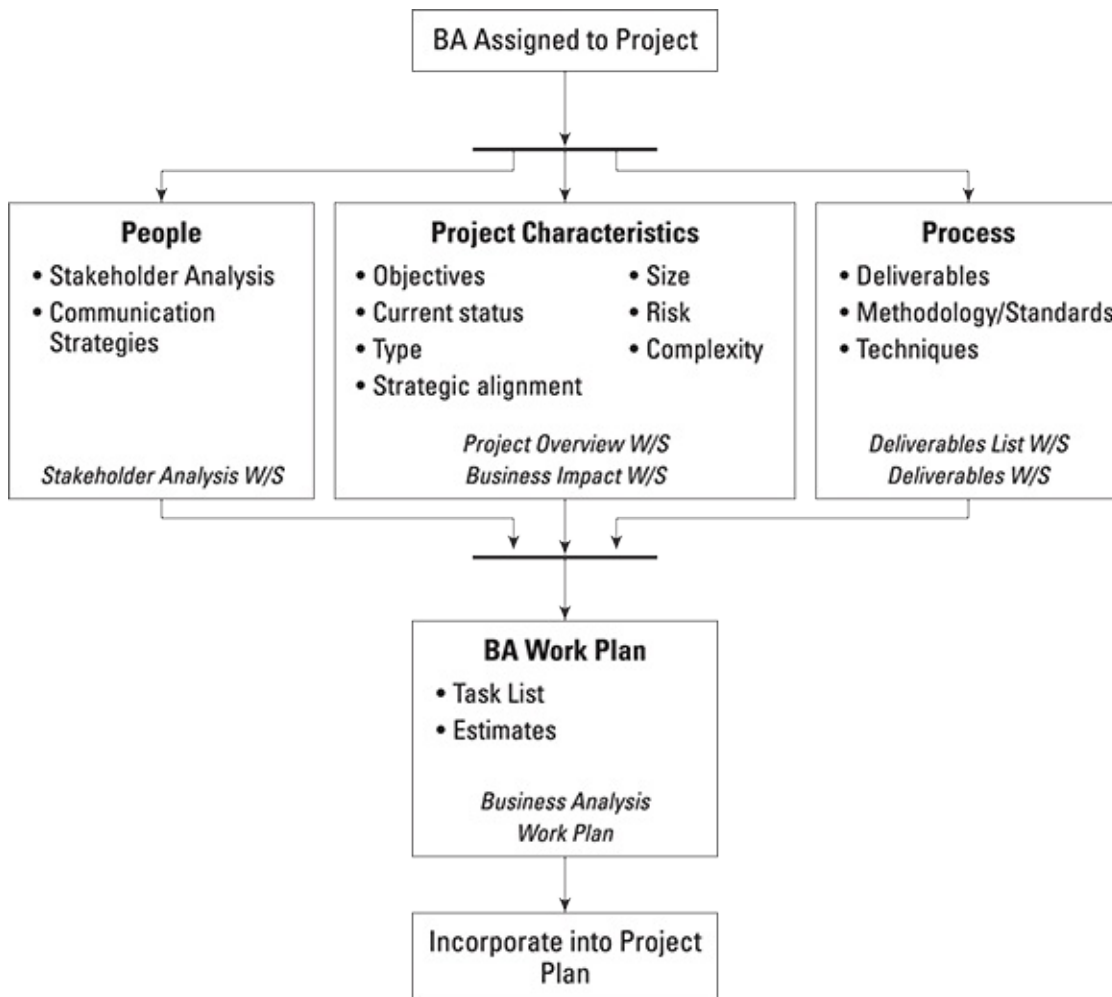 BA Assigned to Project
People
• Stakeholder Analysis
• Communication
Strategies
Stakeholder Analysis W/S
Project Characteristics
• Objectives
• Current status
• Type
• Strategic alignment
• Size
• Risk
• Complexity
Project Overview W/S
Business Impact W/S
Process
• Deliverables
• Methodology/Standards
• Techniques
Deliverables List W/S
Deliverables W/S
BA Work Plan
• Task List
• Estimates
Business Analysis
Work Plan
Incorporate into Project
Plan